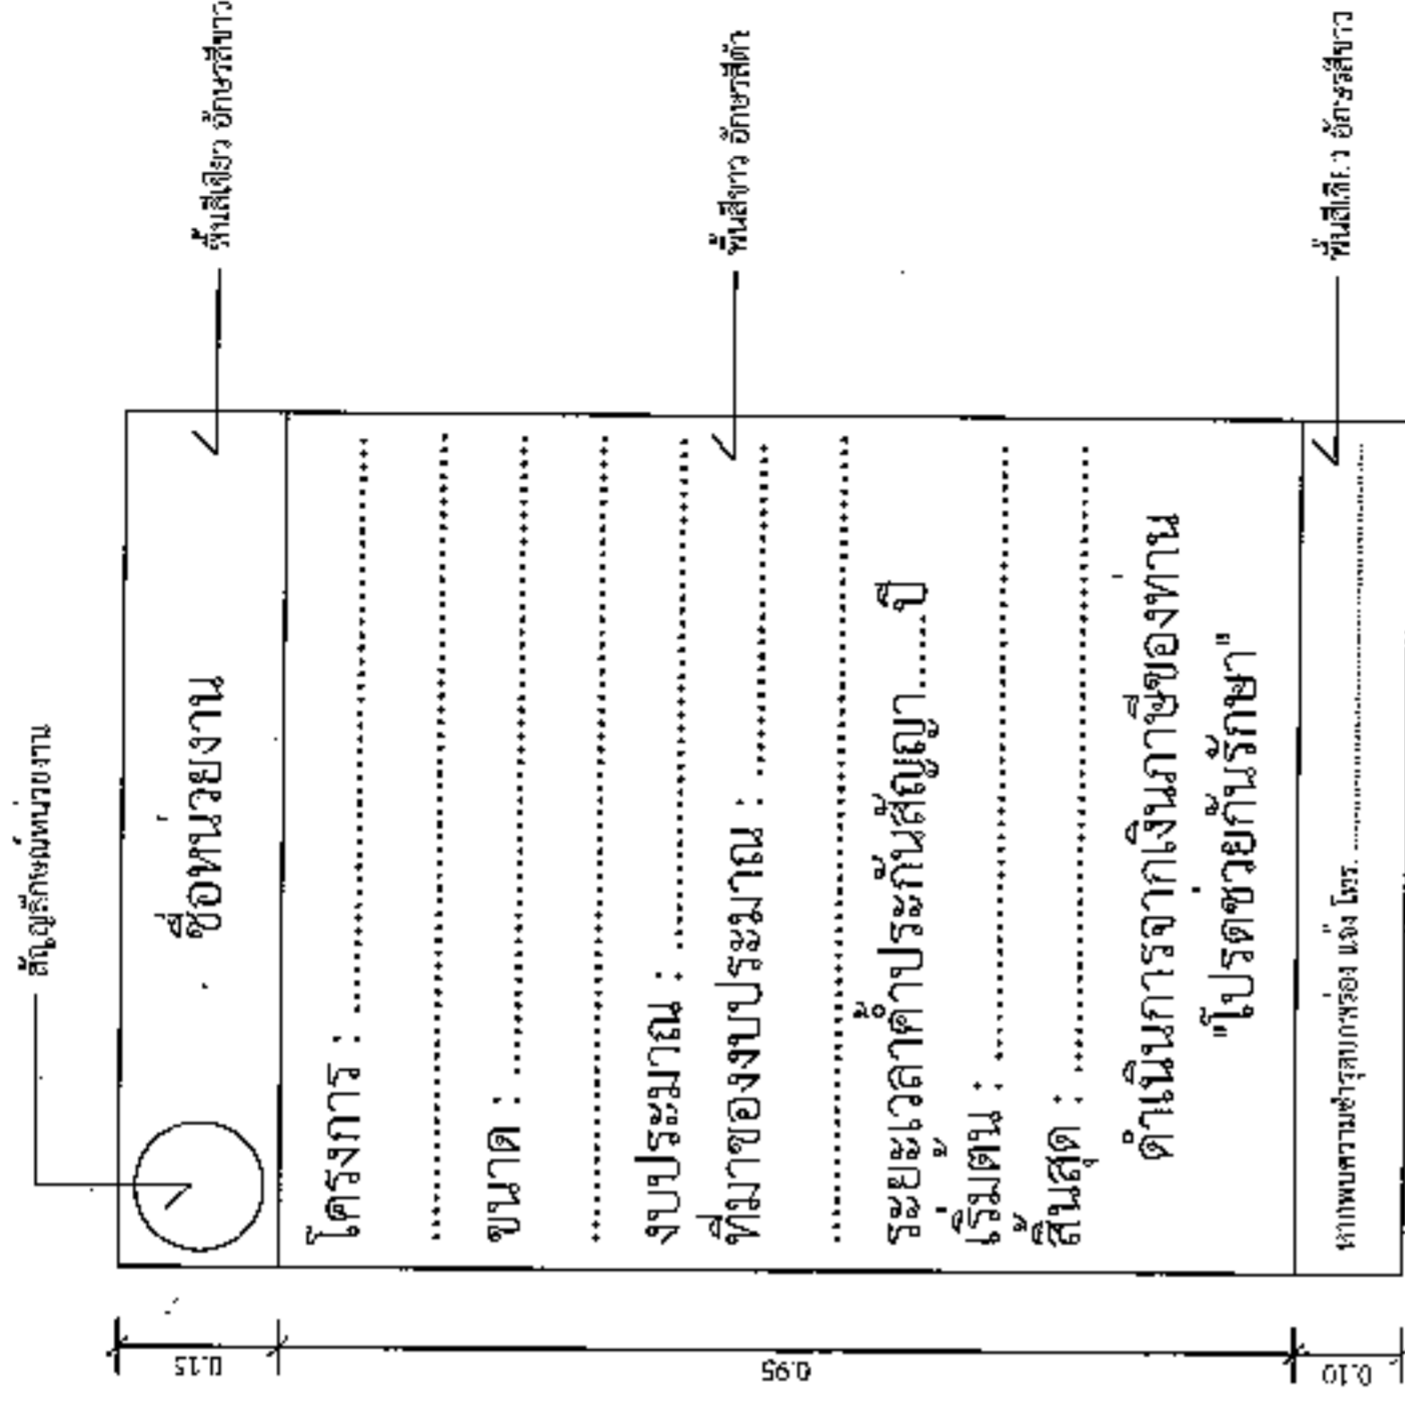 สัญลักษณ์หน่วยงาน
ชื่อหน่วยงาน
พื้นสีเขียว อักษรสีขาว
โครงการ : ........................................
........................................
ขนาด : ........................................
........................................
งบประมาณ : ........................................
พื้นสีขาว อักษรสีดำ
ที่มาของงบประมาณ : ........................................
........................................
ระยะเวลาค้ำประกันสัญญา......ปี
เริ่มต้น : ........................................
สิ้นสุด : ........................................
ดำเนินการจากเงินภาษีของท่าน
"โปรดช่วยกันรักษา"
พื้นสีเขียว อักษรสีขาว
หากพบความชำรุดบกพร่อง แจ้ง โทร. ........................................
0.15
0.95
0.10